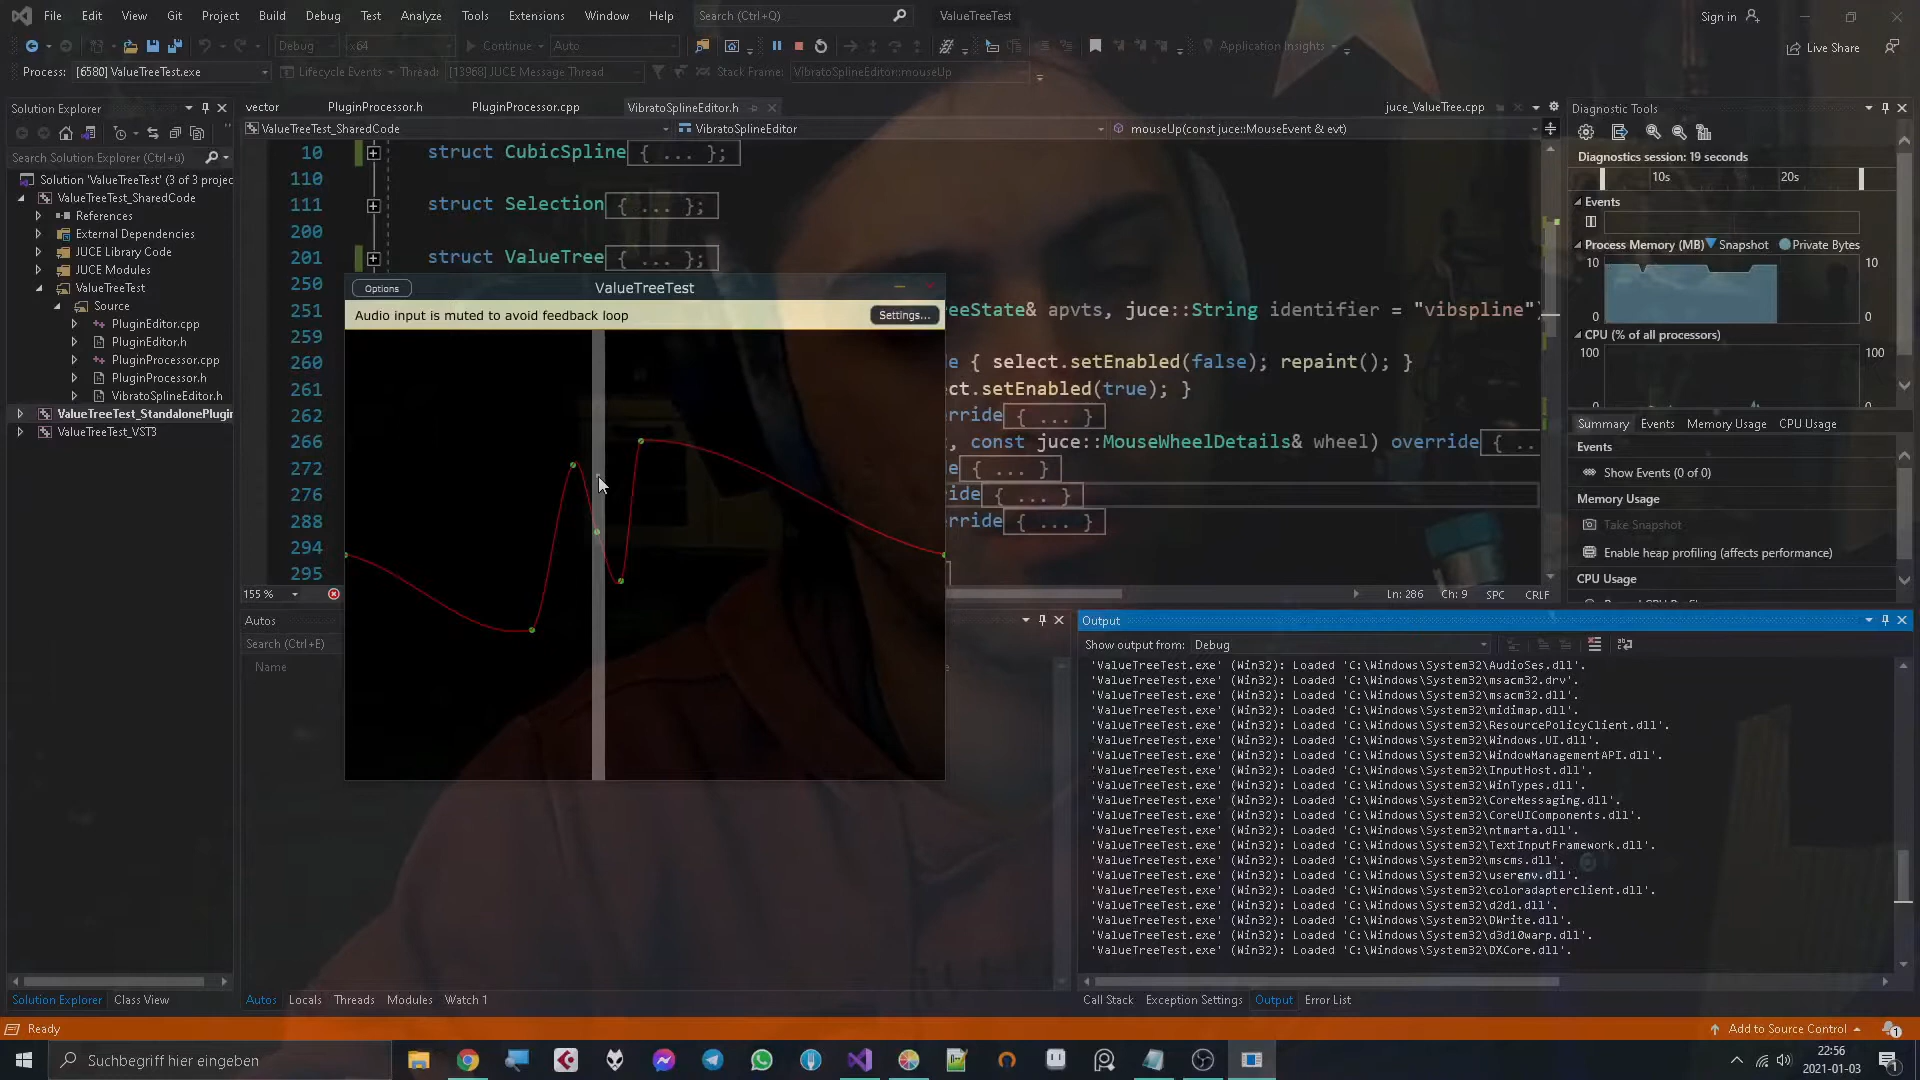 File Edit View Git Project Build Debug Test Analyze Tools Extensions Window Help Search (Ctrl+Q) ValueTreeTest Sign in
Debug x64 Continue Auto Application Insights Live Share
Process: [6580] ValueTreeTest.exe Lifecycle Events Thread: [13968] JUCE Message Thread Stack Frame: VibratoSplineEditor::mouseUp
Solution Explorer
vector PluginProcessor.h PluginProcessor.cpp VibratoSplineEditor.h juce_ValueTree.cpp
ValueTreeTest_SharedCode VibratoSplineEditor mouseUp(const juce::MouseEvent & evt)
Search Solution Explorer (Ctrl+ü)
Solution 'ValueTreeTest' (3 of 3 projec
ValueTreeTest_SharedCode
References
External Dependencies
JUCE Library Code
JUCE Modules
ValueTreeTest
Source
PluginEditor.cpp
PluginEditor.h
PluginProcessor.cpp
PluginProcessor.h
VibratoSplineEditor.h
ValueTreeTest_StandalonePlugin
ValueTreeTest_VST3
10 struct CubicSpline { ... };
110
111 struct Selection { ... };
200
201 struct ValueTree { ... };
250
251 reeState& apvts, juce::String identifier = "vibspline")
259
260 de { select.setEnabled(false); repaint(); }
261 ect.setEnabled(true); }
262 erride { ... }
266 , const juce::MouseWheelDetails& wheel) override { ...
272 e { ... }
276 ride { ... }
288 erride { ... }
294
295
Options ValueTreeTest
Audio input is muted to avoid feedback loop Settings...
155 % Ln: 286 Ch: 9 SPC CRLF
Diagnostic Tools
Diagnostics session: 19 seconds
10s 20s
Events
Process Memory (MB) Snapshot Private Bytes
10 10
0 0
CPU (% of all processors)
100 100
0 0
Summary Events Memory Usage CPU Usage
Events
Show Events (0 of 0)
Memory Usage
Take Snapshot
Enable heap profiling (affects performance)
CPU Usage
Autos
Search (Ctrl+E)
Name
Output
Show output from: Debug
'ValueTreeTest.exe' (Win32): Loaded 'C:\Windows\System32\AudioSes.dll'.
'ValueTreeTest.exe' (Win32): Loaded 'C:\Windows\System32\msacm32.drv'.
'ValueTreeTest.exe' (Win32): Loaded 'C:\Windows\System32\msacm32.dll'.
'ValueTreeTest.exe' (Win32): Loaded 'C:\Windows\System32\midimap.dll'.
'ValueTreeTest.exe' (Win32): Loaded 'C:\Windows\System32\ResourcePolicyClient.dll'.
'ValueTreeTest.exe' (Win32): Loaded 'C:\Windows\System32\Windows.UI.dll'.
'ValueTreeTest.exe' (Win32): Loaded 'C:\Windows\System32\WindowManagementAPI.dll'.
'ValueTreeTest.exe' (Win32): Loaded 'C:\Windows\System32\InputHost.dll'.
'ValueTreeTest.exe' (Win32): Loaded 'C:\Windows\System32\WinTypes.dll'.
'ValueTreeTest.exe' (Win32): Loaded 'C:\Windows\System32\CoreMessaging.dll'.
'ValueTreeTest.exe' (Win32): Loaded 'C:\Windows\System32\CoreUIComponents.dll'.
'ValueTreeTest.exe' (Win32): Loaded 'C:\Windows\System32\ntmarta.dll'.
'ValueTreeTest.exe' (Win32): Loaded 'C:\Windows\System32\TextInputFramework.dll'.
'ValueTreeTest.exe' (Win32): Loaded 'C:\Windows\System32\mscms.dll'.
'ValueTreeTest.exe' (Win32): Loaded 'C:\Windows\System32\userenv.dll'.
'ValueTreeTest.exe' (Win32): Loaded 'C:\Windows\System32\coloradapterclient.dll'.
'ValueTreeTest.exe' (Win32): Loaded 'C:\Windows\System32\d2d1.dll'.
'ValueTreeTest.exe' (Win32): Loaded 'C:\Windows\System32\DWrite.dll'.
'ValueTreeTest.exe' (Win32): Loaded 'C:\Windows\System32\d3d10warp.dll'.
'ValueTreeTest.exe' (Win32): Loaded 'C:\Windows\System32\DXCore.dll'.
Solution Explorer Class View Autos Locals Threads Modules Watch 1 Call Stack Exception Settings Output Error List
Ready Add to Source Control 1
Suchbegriff hier eingeben 22:56
2021-01-03